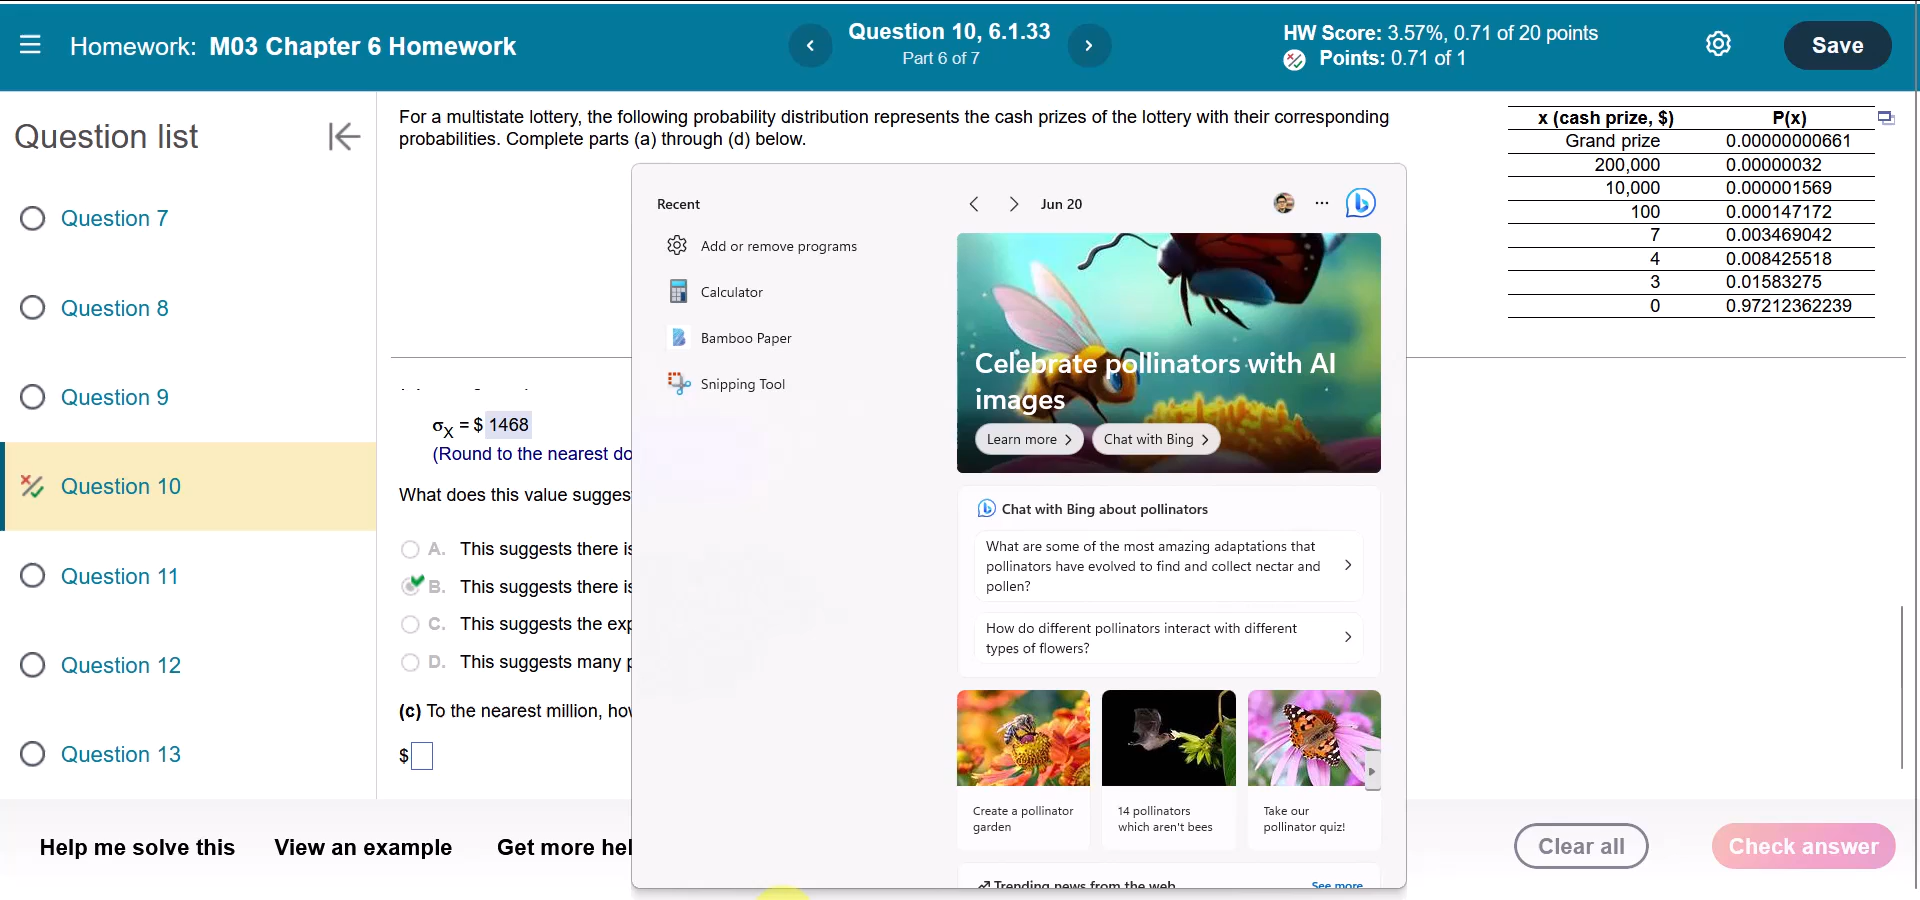 Homework: M03 Chapter 6 Homework
Question 10, 6.1.33
Part 6 of 7
HW Score: 3.57%, 0.71 of 20 points
Points: 0.71 of 1
Save
Question list
Question 7
Question 8
Question 9
Question 10
Question 11
Question 12
Question 13
For a multistate lottery, the following probability distribution represents the cash prizes of the lottery with their corresponding
probabilities. Complete parts (a) through (d) below.
x (cash prize, $) P(x)
Grand prize 0.00000000661
200,000 0.00000032
10,000 0.000001569
100 0.000147172
7 0.003469042
4 0.008425518
3 0.01583275
0 0.97212362239
σX = $ 1468
(Round to the nearest do
What does this value sugges
A. This suggests there is
B. This suggests there is
C. This suggests the exp
D. This suggests many p
(c) To the nearest million, how
$
Recent
Add or remove programs
Calculator
Bamboo Paper
Snipping Tool
Jun 20
Celebrate pollinators with AI
images
Learn more
Chat with Bing
Chat with Bing about pollinators
What are some of the most amazing adaptations that
pollinators have evolved to find and collect nectar and
pollen?
How do different pollinators interact with different
types of flowers?
Create a pollinator
garden
14 pollinators
which aren't bees
Take our
pollinator quiz!
Trending news from the web
See more
Help me solve this
View an example
Get more hel
Clear all
Check answer